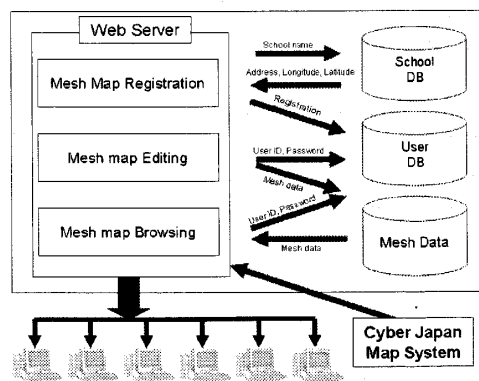 Web Server
Mesh Map Registration
Mesh map Editing
Mesh map Browsing
School name
Address, Longitude, Latitude
Registration
User ID, Password
Mesh data
User ID, Password
Mesh data
School
DB
User
DB
Mesh Data
Cyber Japan
Map System